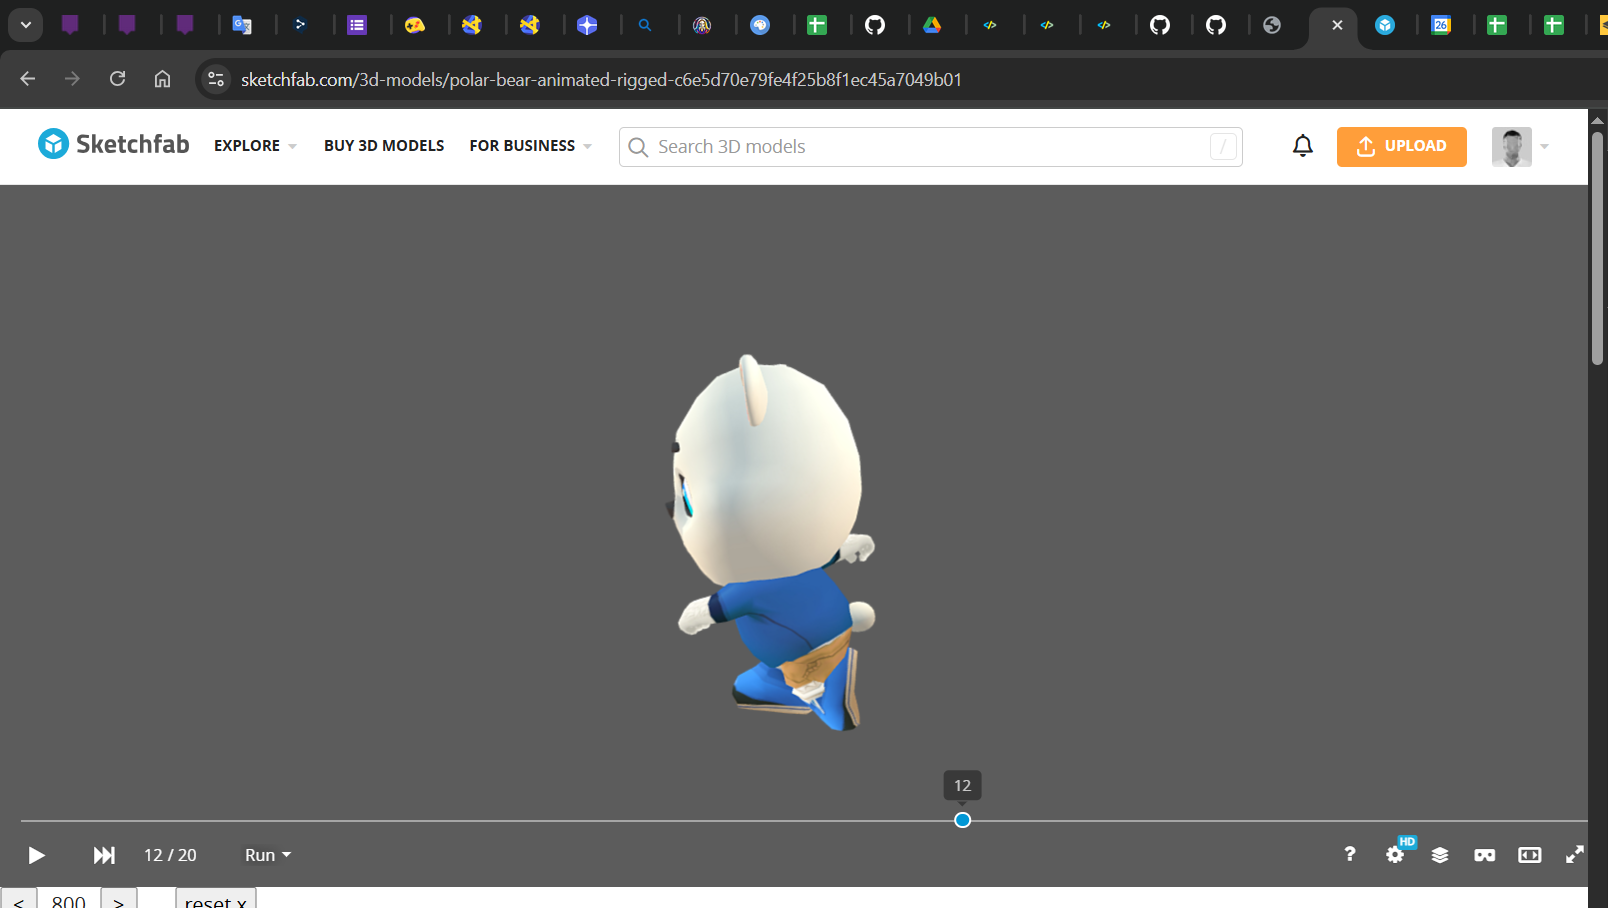 26
sketchfab.com/3d-models/polar-bear-animated-rigged-c6e5d70e79fe4f25b8f1ec45a7049b01
Sketchfab EXPLORE BUY 3D MODELS FOR BUSINESS Search 3D models / UPLOAD
12
12 / 20 Run ? HD
< 800 > reset x